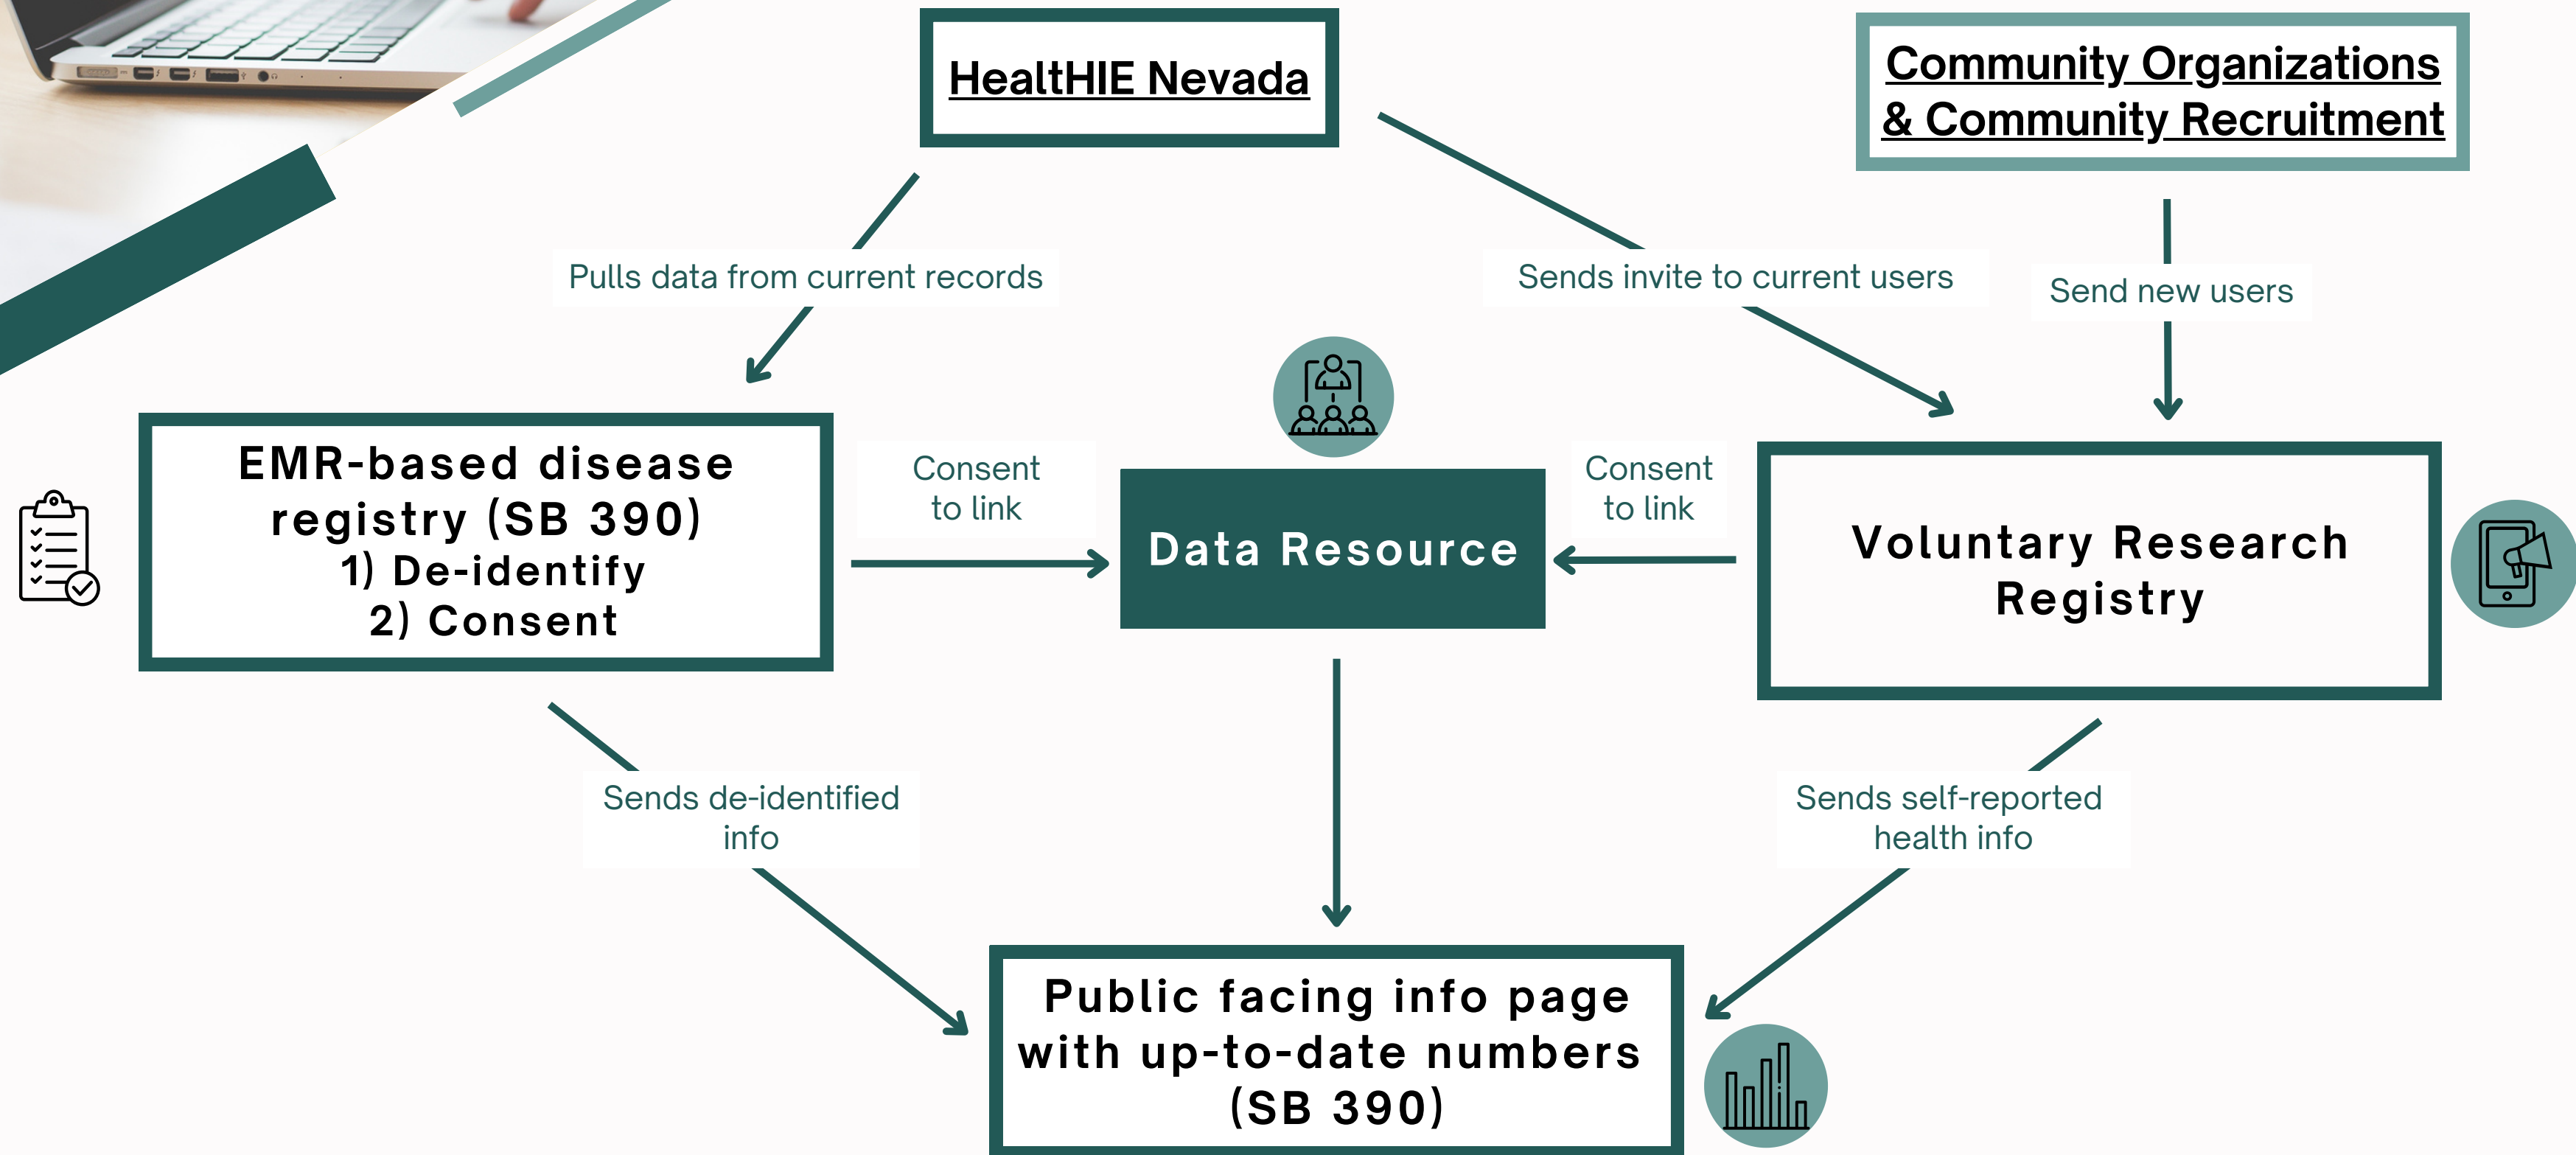 HealtHIE Nevada
Community Organizations
& Community Recruitment
Pulls data from current records
Sends invite to current users
Send new users
EMR-based disease
registry (SB 390)
1) De-identify
2) Consent
Consent
to link
Data Resource
Consent
to link
Voluntary Research
Registry
Sends de-identified
info
Sends self-reported
health info
Public facing info page
with up-to-date numbers
(SB 390)